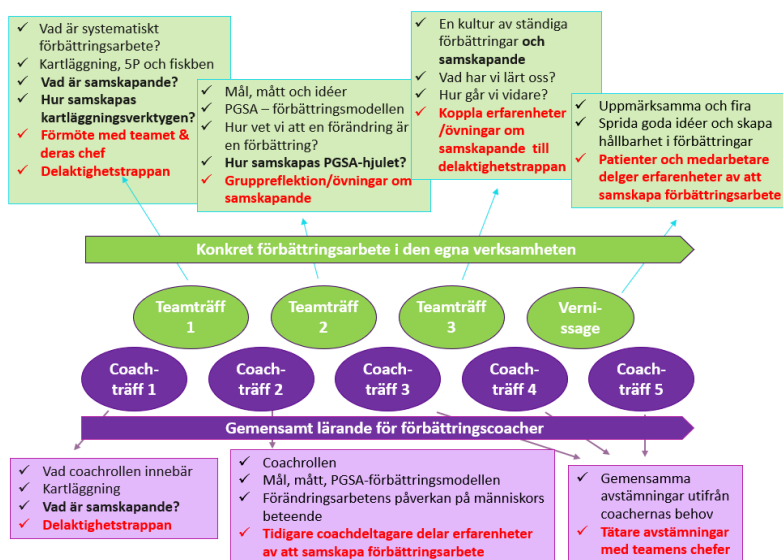 ✓ Vad är systematiskt
förbättringsarbete?
✓ Kartläggning, 5P och fiskben
✓ Vad är samskapande?
✓ Hur samskapas
kartläggningsverktygen?
✓ Förmöte med teamet &
deras chef
✓ Delaktighetstrappan
✓ Mål, mått och idéer
✓ PGSA – förbättringsmodellen
✓ Hur vet vi att en förändring är
en förbättring?
✓ Hur samskapas PGSA-hjulet?
✓ Gruppreflektion/övningar om
samskapande
✓ En kultur av ständiga
förbättringar och
samskapande
✓ Vad har vi lärt oss?
✓ Hur går vi vidare?
✓ Koppla erfarenheter
/övningar om
samskapande till
delaktighetstrappan
✓ Uppmärksamma och fira
✓ Sprida goda idéer och skapa
hållbarhet i förbättringar
✓ Patienter och medarbetare
delger erfarenheter av att
samskapa förbättringsarbete
Konkret förbättringsarbete i den egna verksamheten
Teamträff
1
Teamträff
2
Teamträff
3
Verni-
ssage
Coach-
träff 1
Coach-
träff 2
Coach-
träff 3
Coach-
träff 4
Coach-
träff 5
Gemensamt lärande för förbättringscoacher
✓ Vad coachrollen innebär
✓ Kartläggning
✓ Vad är samskapande?
✓ Delaktighetstrappan
✓ Coachrollen
✓ Mål, mått, PGSA-förbättringsmodellen
✓ Förändringsarbetens påverkan på människors
beteende
✓ Tidigare coachdeltagare delar erfarenheter
av att samskapa förbättringsarbete
✓ Gemensamma
avstämningar utifrån
coachernas behov
✓ Tätare avstämningar
med teamens chefer